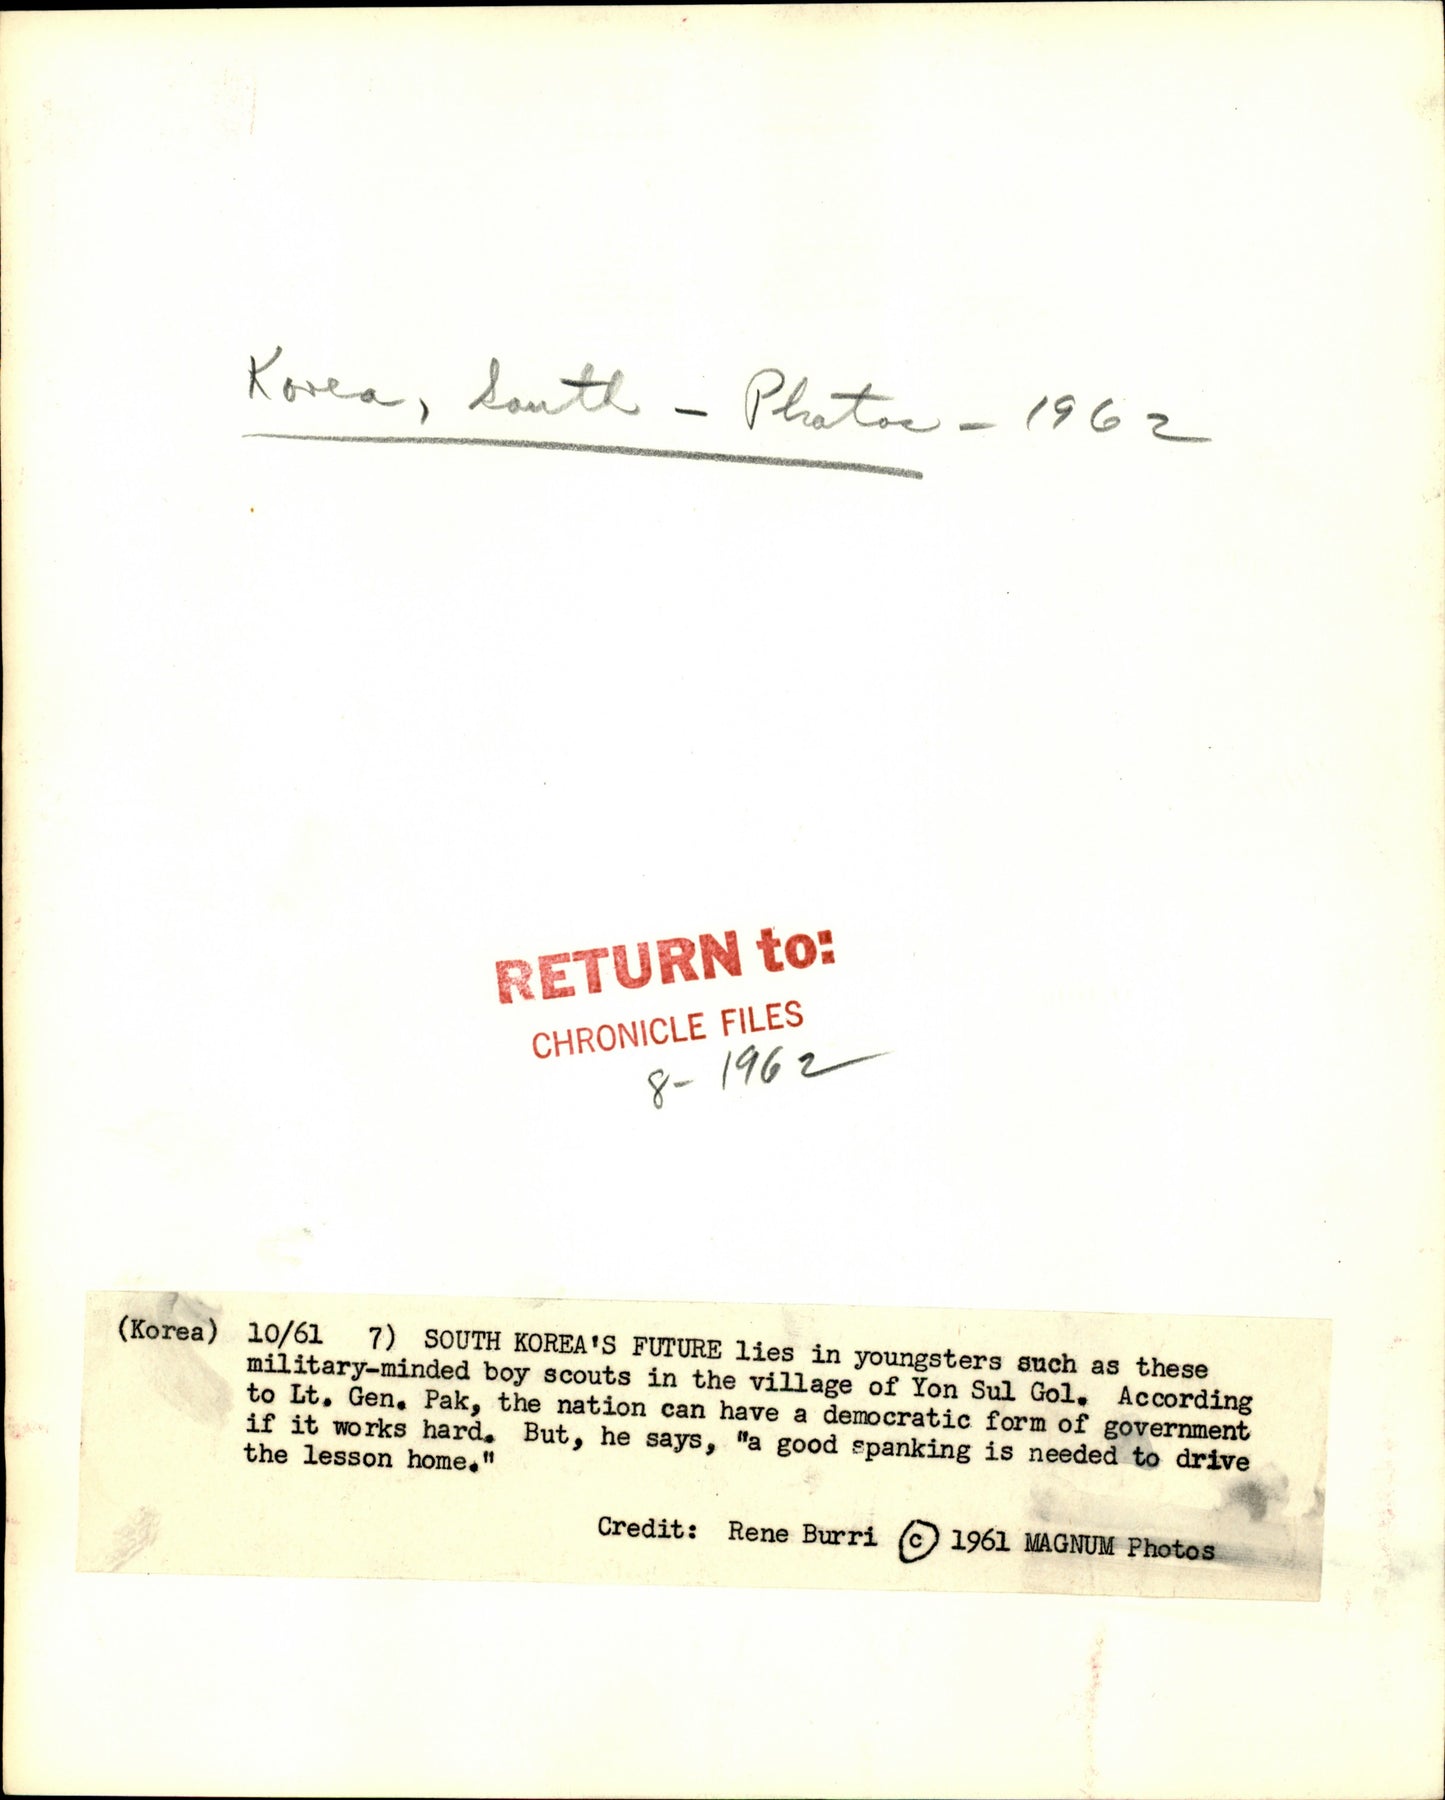 Korea, South - Photos - 1962
RETURN to:
CHRONICLE FILES
8- 1962
(Korea) 10/61 7) SOUTH KOREA'S FUTURE lies in youngsters such as these
military-minded boy scouts in the village of Yon Sul Gol. According
to Lt. Gen. Pak, the nation can have a democratic form of government
if it works hard. But, he says, "a good spanking is needed to drive
the lesson home."
Credit: Rene Burri © 1961 MAGNUM Photos